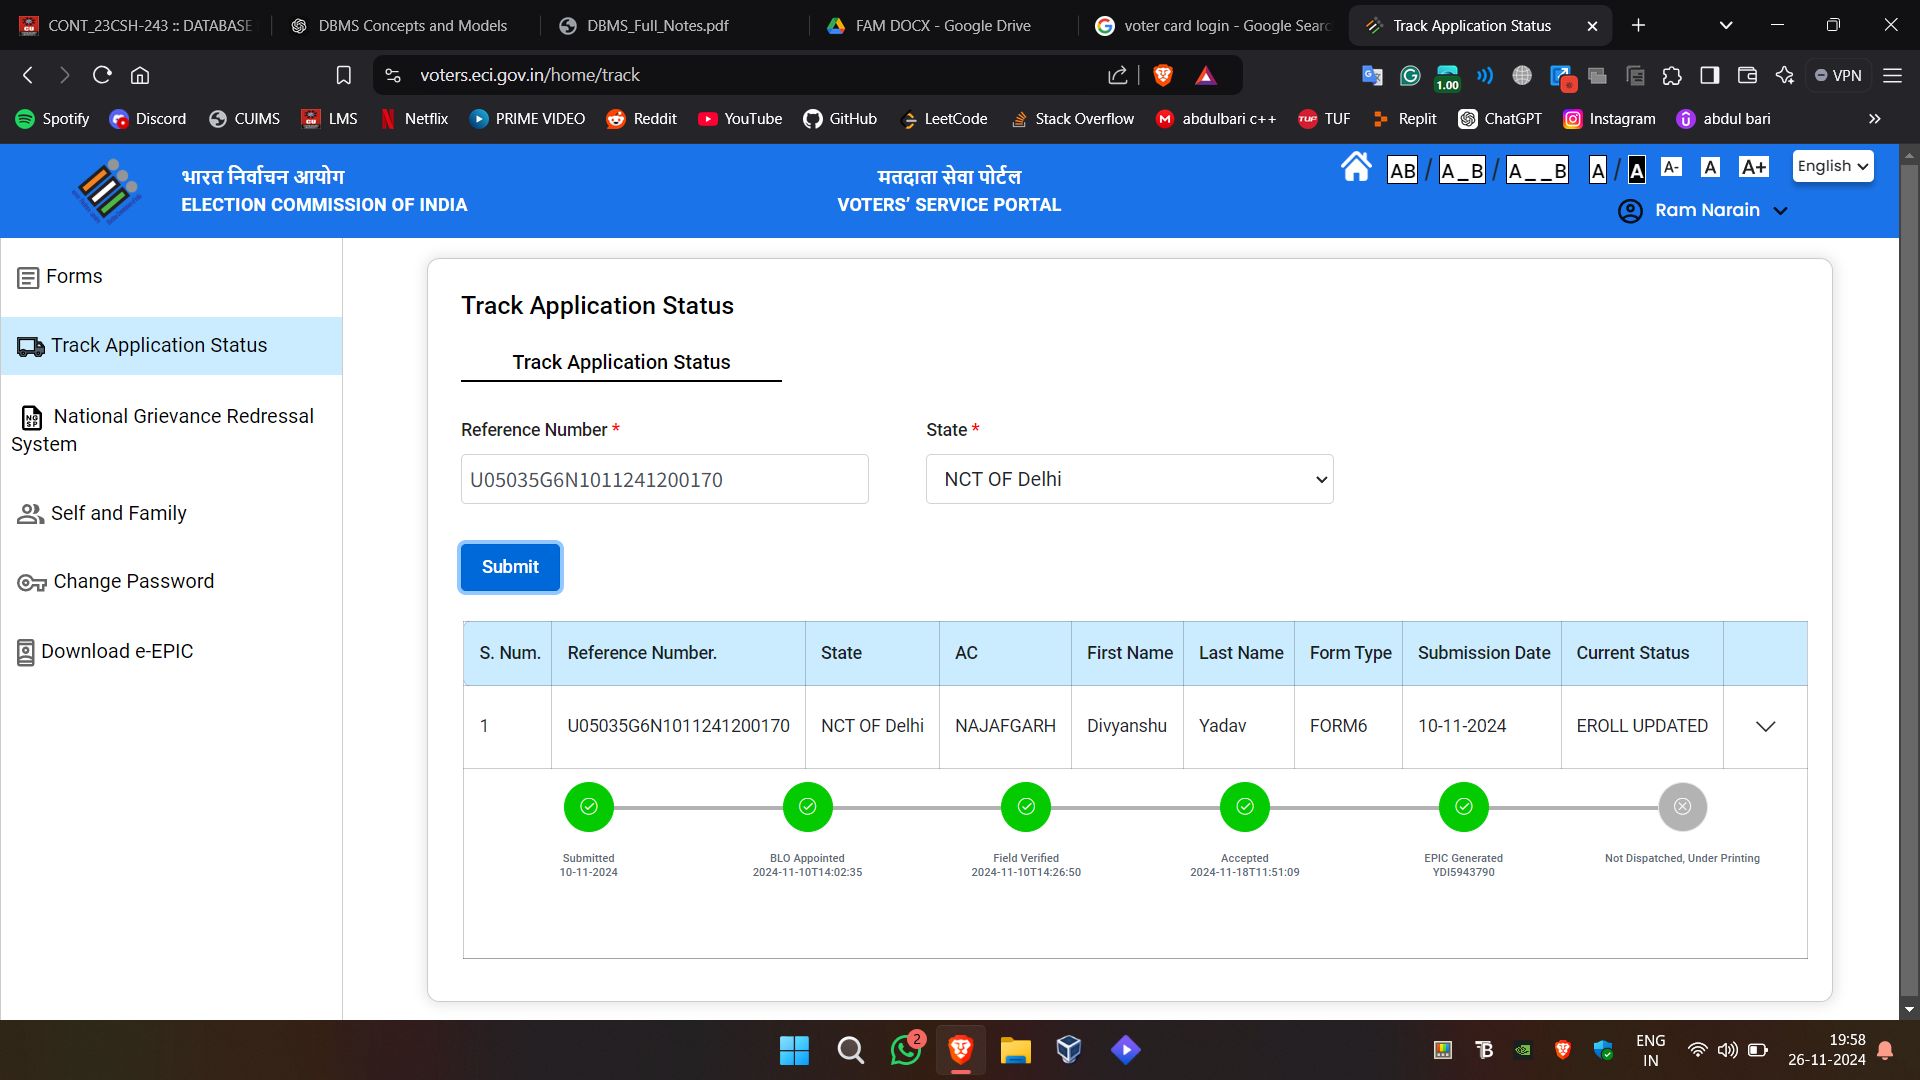 CONT_23CSH-243 :: DATABASE
DBMS Concepts and Models
DBMS_Full_Notes.pdf
FAM DOCX - Google Drive
voter card login - Google Searc
Track Application Status
voters.eci.gov.in/home/track
1.00
VPN
Spotify
Discord
CUIMS
LMS
Netflix
PRIME VIDEO
Reddit
YouTube
GitHub
LeetCode
Stack Overflow
abdulbari c++
TUF
Replit
ChatGPT
Instagram
abdul bari
भारत निर्वाचन आयोग
ELECTION COMMISSION OF INDIA
मतदाता सेवा पोर्टल
VOTERS’ SERVICE PORTAL
AB / A_B / A__B A / A A- A A+
English
Ram Narain
Forms
Track Application Status
National Grievance Redressal
System
Self and Family
Change Password
Download e-EPIC
Track Application Status
Track Application Status
Reference Number *
State *
U05035G6N1011241200170
NCT OF Delhi
Submit
S. Num. Reference Number. State AC First Name Last Name Form Type Submission Date Current Status
1 U05035G6N1011241200170 NCT OF Delhi NAJAFGARH Divyanshu Yadav FORM6 10-11-2024 EROLL UPDATED
Submitted
10-11-2024
BLO Appointed
2024-11-10T14:02:35
Field Verified
2024-11-10T14:26:50
Accepted
2024-11-18T11:51:09
EPIC Generated
YDI5943790
Not Dispatched, Under Printing
2
ENG
IN
19:58
26-11-2024